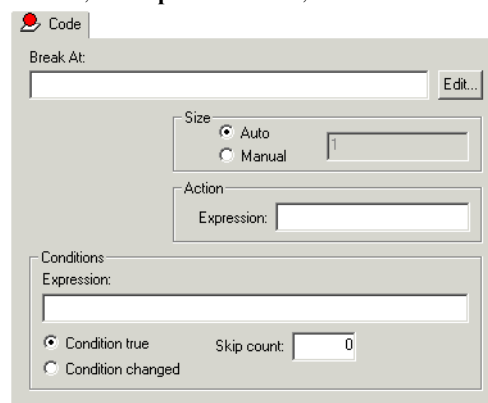 Code
Break At:
Edit...
Size
Auto
Manual
1
Action
Expression:
Conditions
Expression:
Condition true
Skip count: 0
Condition changed